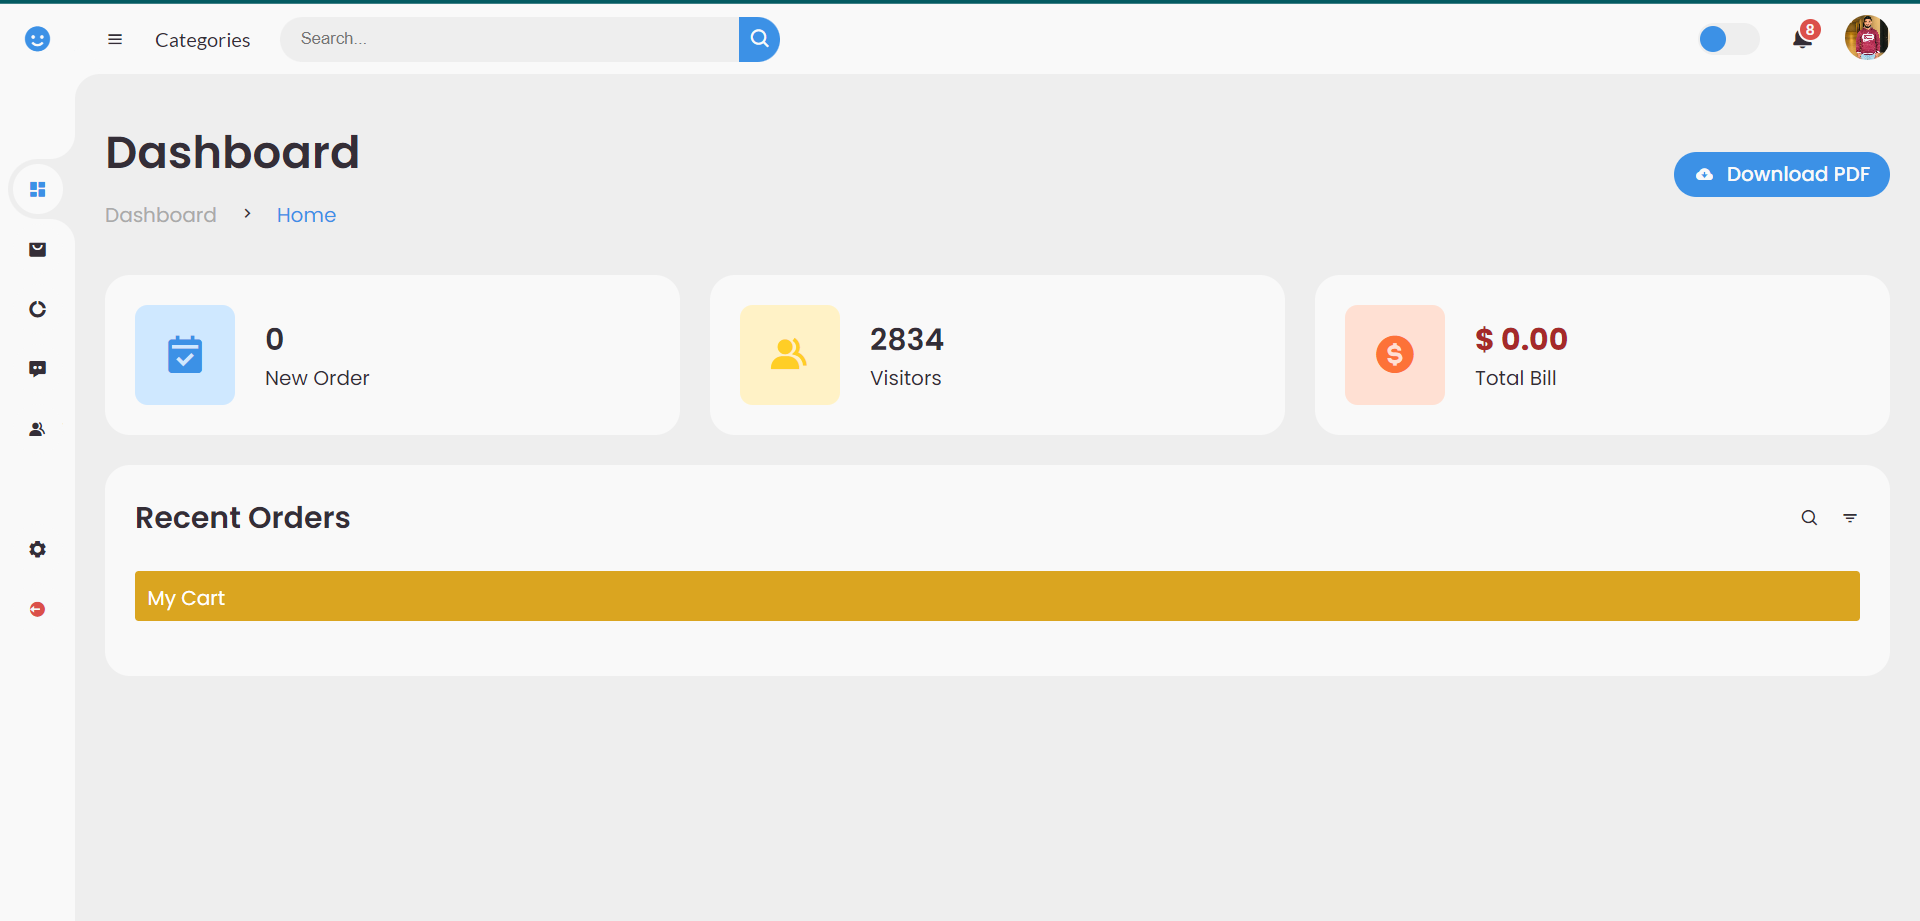 Categories
Search...
8
Dashboard
Download PDF
Dashboard > Home
0
New Order
2834
Visitors
$ 0.00
Total Bill
Recent Orders
My Cart